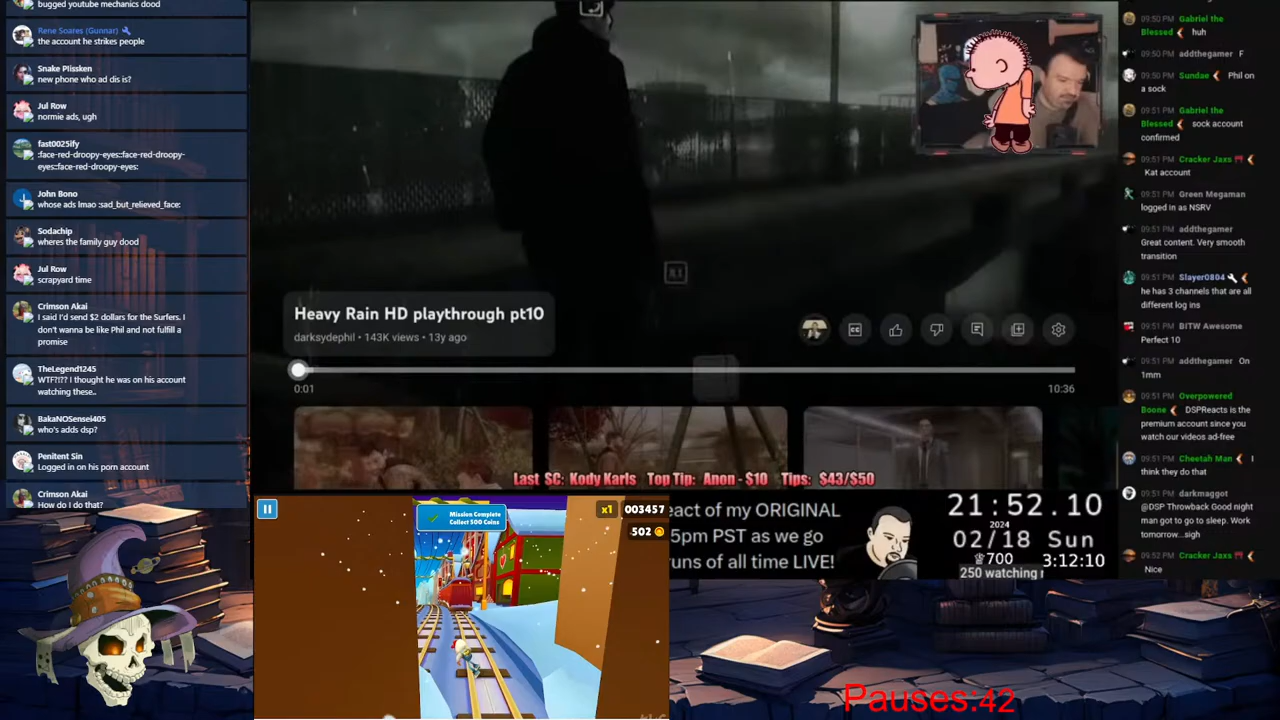 bugged youtube mechanics dood
Rene Soares (Gunnar)
the account he strikes people
Snake Plissken
new phone who ad dis is?
Jul Row
normie ads, ugh
fast0025ify
:face-red-droopy-eyes::face-red-droopy-
eyes::face-red-droopy-eyes:
John Bono
whose ads lmao :sad_but_relieved_face:
Sodachip
wheres the family guy dood
Jul Row
scrapyard time
Crimson Akai
I said I'd send $2 dollars for the Surfers. I
don't wanna be like Phil and not fulfill a
promise
TheLegend1245
WTF?!?? I thought he was on his account
watching these..
BakaNOSensei405
who's adds dsp?
Penitent Sin
Logged in on his porn account
Crimson Akai
How do I do that?
Heavy Rain HD playthrough pt10
darksydephil • 143K views • 13y ago
CC
0:01
10:36
Last SC: Kody Karls Top Tip: Anon - $10 Tips: $43/$50
Mission Complete
Collect 500 Coins
x1 003457
502
eact of my ORIGINAL
5pm PST as we go
runs of all time LIVE!
21:52.10
2024
02/18 Sun
700
3:12:10
250 watching
Pauses:42
09:50 PM Gabriel the
Blessed huh
09:50 PM addthegamer F
09:50 PM Sundae Phil on
a sock
09:51 PM Gabriel the
Blessed sock account
confirmed
09:51 PM Cracker Jaxs
Kat account
09:51 PM Green Megaman
logged in as NSRV
09:51 PM addthegamer
Great content. Very smooth
transition
09:51 PM Slayer0804
he has 3 channels that are all
different log ins
09:51 PM BITW Awesome
Perfect 10
09:51 PM addthegamer On
1mm
09:51 PM Overpowered
Boone DSPReacts is the
premium account since you
watch our videos ad-free
09:51 PM Cheetah Man I
think they do that
09:51 PM darkmaggot
@DSP Throwback Good night
man got to go to sleep. Work
tomorrow...sigh
09:52 PM Cracker Jaxs
Nice